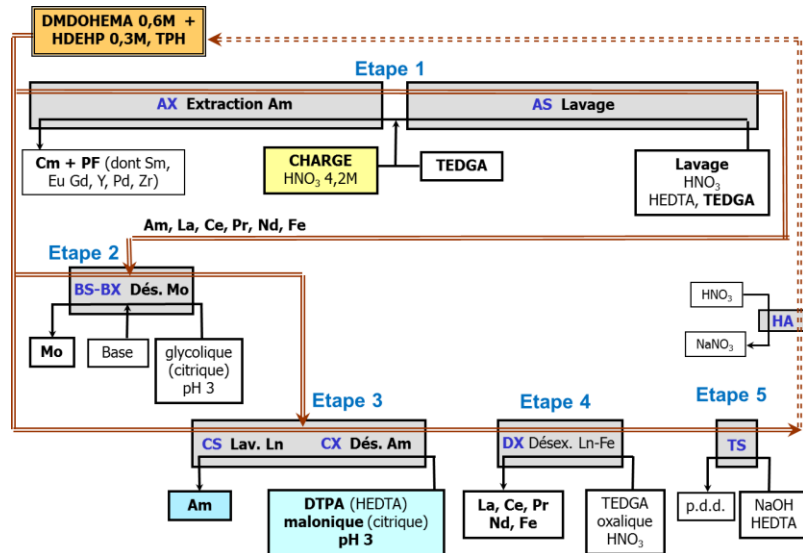 DMDOHEMA 0,6M +
HDEHP 0,3M, TPH
Etape 1
AX Extraction Am
AS Lavage
Cm + PF (dont Sm,
Eu Gd, Y, Pd, Zr)
CHARGE
HNO₃ 4,2M
TEDGA
Lavage
HNO₃
HEDTA, TEDGA
Am, La, Ce, Pr, Nd, Fe
Etape 2
BS-BX Dés. Mo
Mo
Base
glycolique
(citrique)
pH 3
HNO₃
HA
NaNO₃
Etape 3
CS Lav. Ln
CX Dés. Am
Am
DTPA (HEDTA)
malonique (citrique)
pH 3
Etape 4
DX Désex. Ln-Fe
La, Ce, Pr
Nd, Fe
TEDGA
oxalique
HNO₃
Etape 5
TS
p.d.d.
NaOH
HEDTA